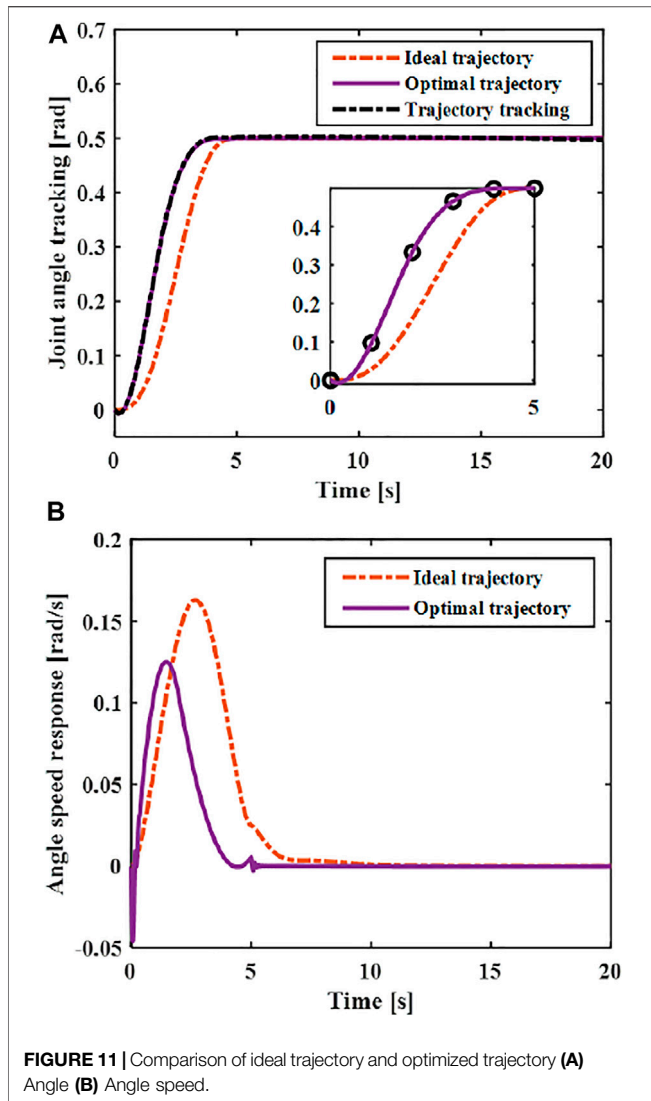 A
0.7
0.6
0.5
0.4
0.3
0.2
0.1
0
Joint angle tracking [rad]
Ideal trajectory
Optimal trajectory
Trajectory tracking
0.4
0.3
0.2
0.1
0
0 5
0 5 10 15 20
Time [s]
B
0.2
0.15
0.1
0.05
0
-0.05
Angle speed response [rad/s]
Ideal trajectory
Optimal trajectory
0 5 10 15 20
Time [s]
FIGURE 11 | Comparison of ideal trajectory and optimized trajectory (A)
Angle (B) Angle speed.